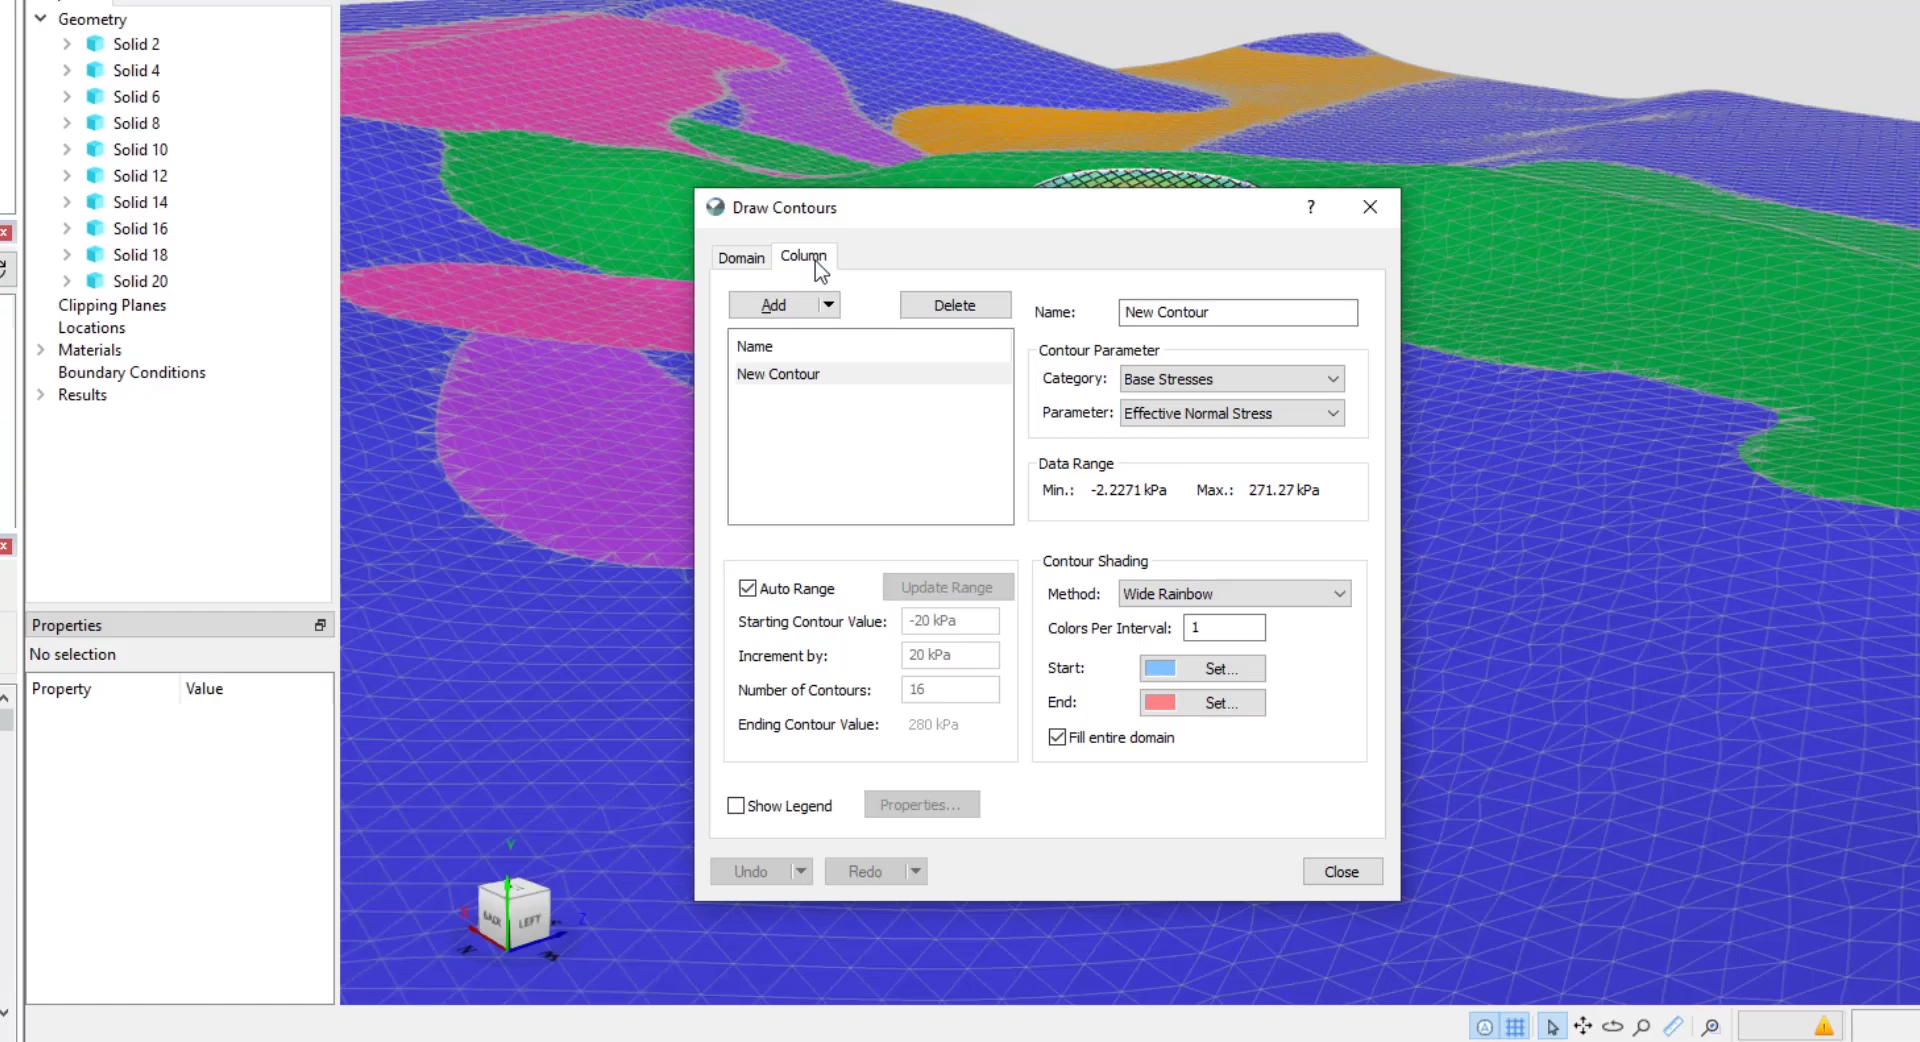 Geometry
Solid 2
Solid 4
Solid 6
Solid 8
Solid 10
Solid 12
Solid 14
Solid 16
Solid 18
Solid 20
Clipping Planes
Locations
Materials
Boundary Conditions
Results
Properties
No selection
Property Value
Draw Contours ?
Domain Column
Add Delete
Name
New Contour
Name: New Contour
Contour Parameter
Category: Base Stresses
Parameter: Effective Normal Stress
Data Range
Min.: -2.2271 kPa Max.: 271.27 kPa
Auto Range Update Range
Starting Contour Value: -20 kPa
Increment by: 20 kPa
Number of Contours: 16
Ending Contour Value: 280 kPa
Contour Shading
Method: Wide Rainbow
Colors Per Interval: 1
Start: Set...
End: Set...
Fill entire domain
Show Legend Properties...
Undo Redo Close
Y
X
Z
BACK LEFT